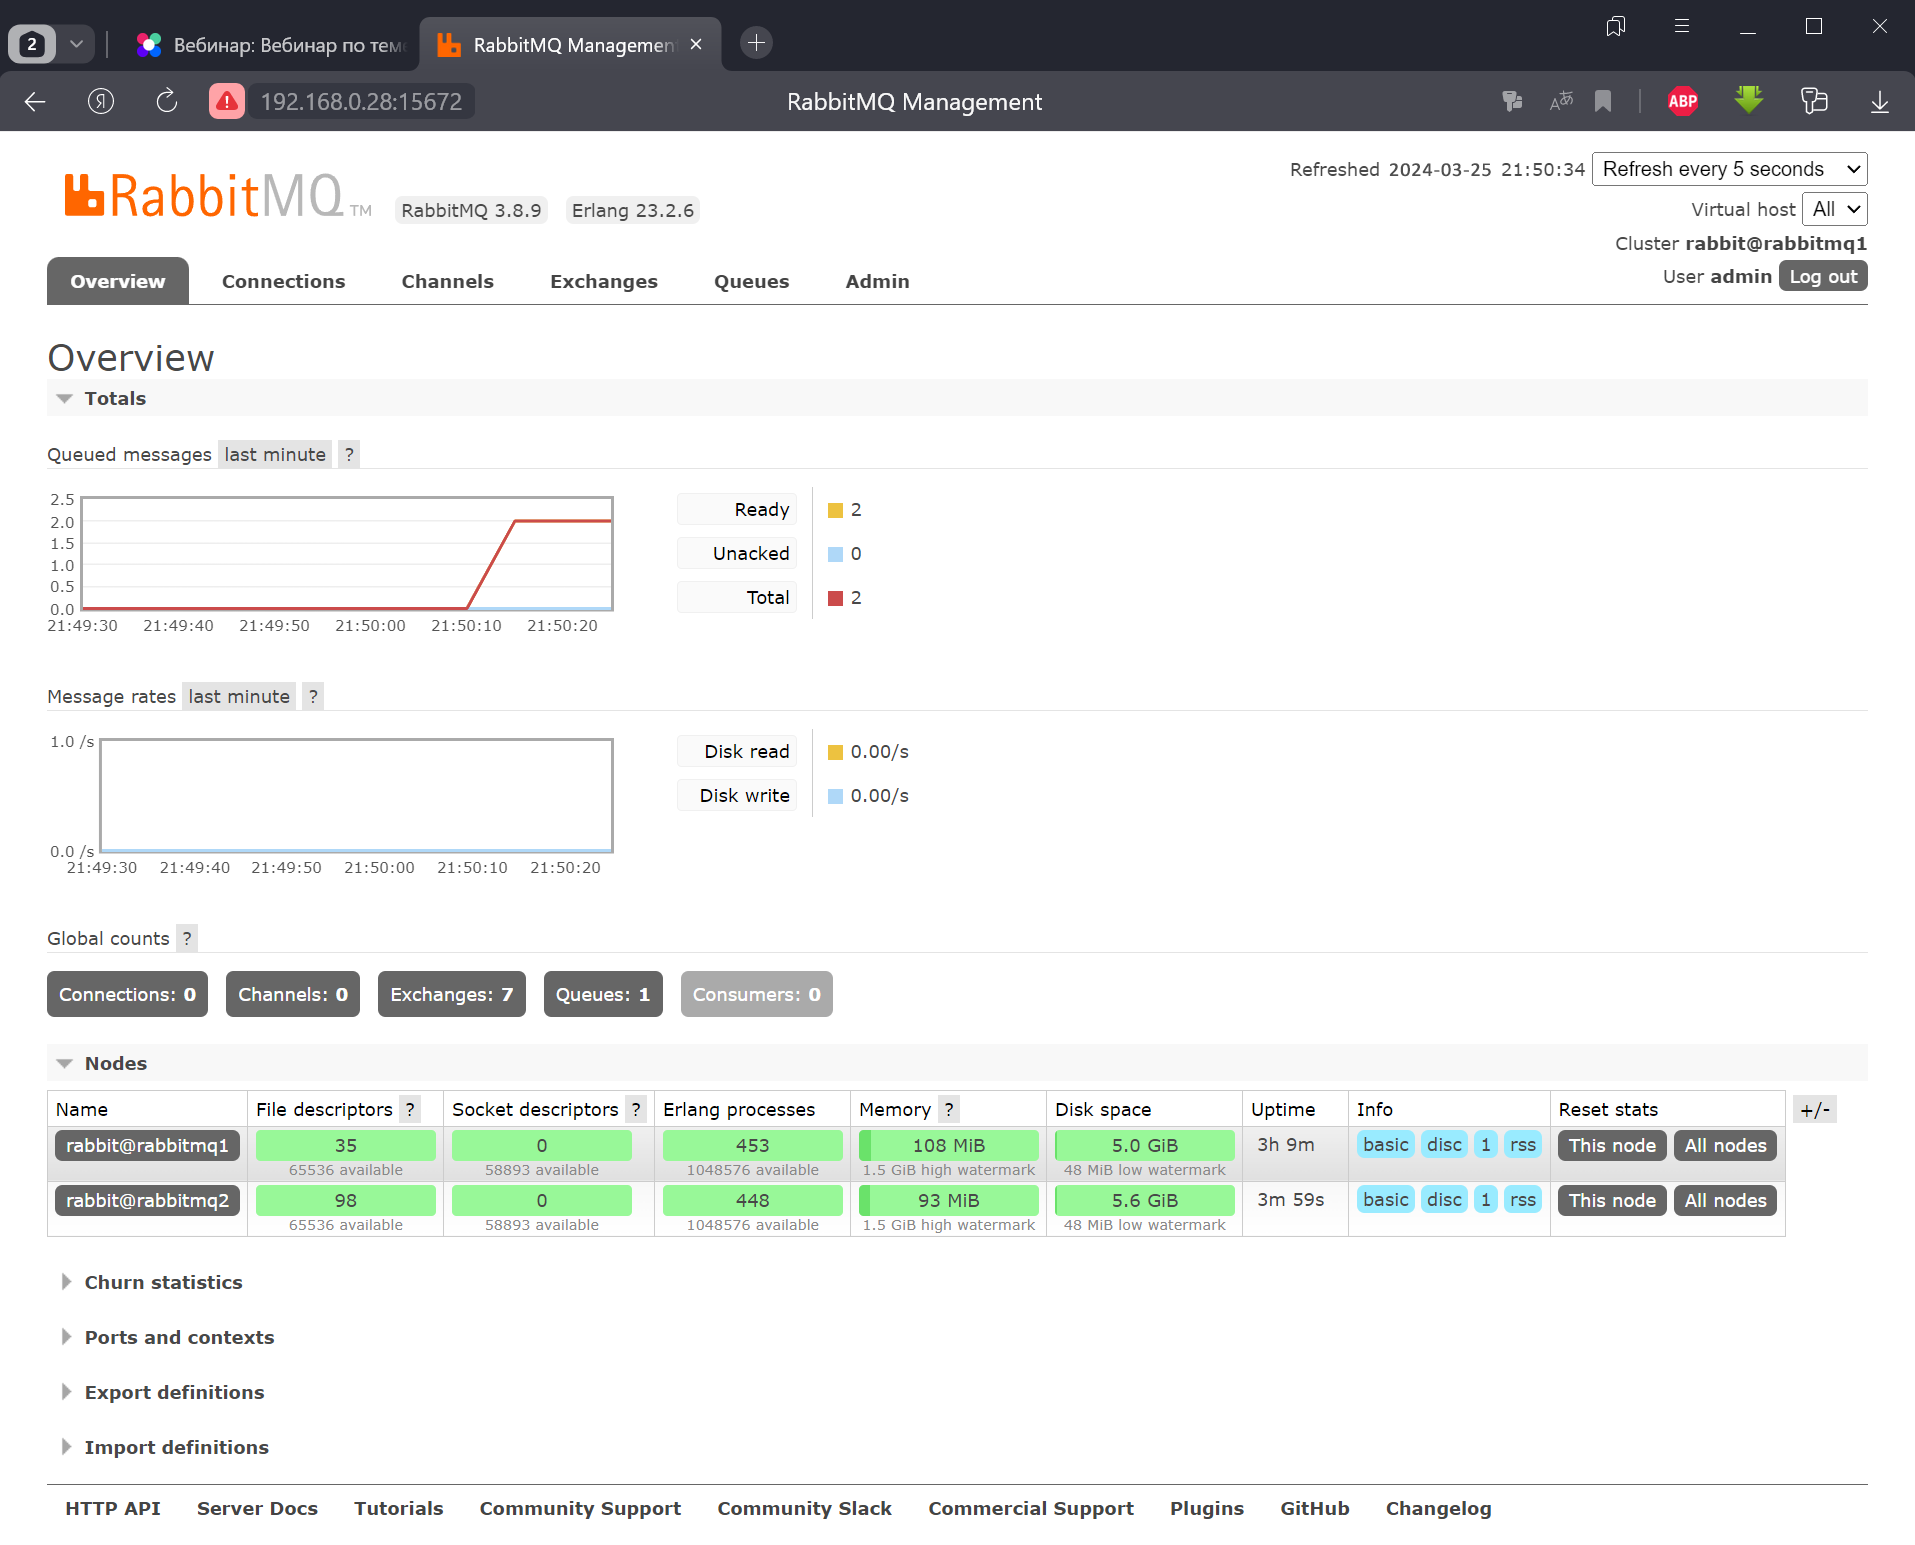 2
Вебинар: Вебинар по тем
RabbitMQ Managemen
192.168.0.28:15672
RabbitMQ Management
ABP
RabbitMQ TM
RabbitMQ 3.8.9
Erlang 23.2.6
Refreshed 2024-03-25 21:50:34
Refresh every 5 seconds
Virtual host All
Cluster rabbit@rabbitmq1
User admin Log out
Overview Connections Channels Exchanges Queues Admin
Overview
Totals
Queued messages last minute ?
2.5
2.0
1.5
1.0
0.5
0.0
21:49:30 21:49:40 21:49:50 21:50:00 21:50:10 21:50:20
Ready 2
Unacked 0
Total 2
Message rates last minute ?
1.0 /s
0.0 /s
21:49:30 21:49:40 21:49:50 21:50:00 21:50:10 21:50:20
Disk read 0.00/s
Disk write 0.00/s
Global counts ?
Connections: 0 Channels: 0 Exchanges: 7 Queues: 1 Consumers: 0
Nodes
Name File descriptors ? Socket descriptors ? Erlang processes Memory ? Disk space Uptime Info Reset stats +/-
rabbit@rabbitmq1 35 0 453 108 MiB 5.0 GiB 3h 9m basic disc 1 rss This node All nodes
65536 available 58893 available 1048576 available 1.5 GiB high watermark 48 MiB low watermark
rabbit@rabbitmq2 98 0 448 93 MiB 5.6 GiB 3m 59s basic disc 1 rss This node All nodes
65536 available 58893 available 1048576 available 1.5 GiB high watermark 48 MiB low watermark
Churn statistics
Ports and contexts
Export definitions
Import definitions
HTTP API Server Docs Tutorials Community Support Community Slack Commercial Support Plugins GitHub Changelog